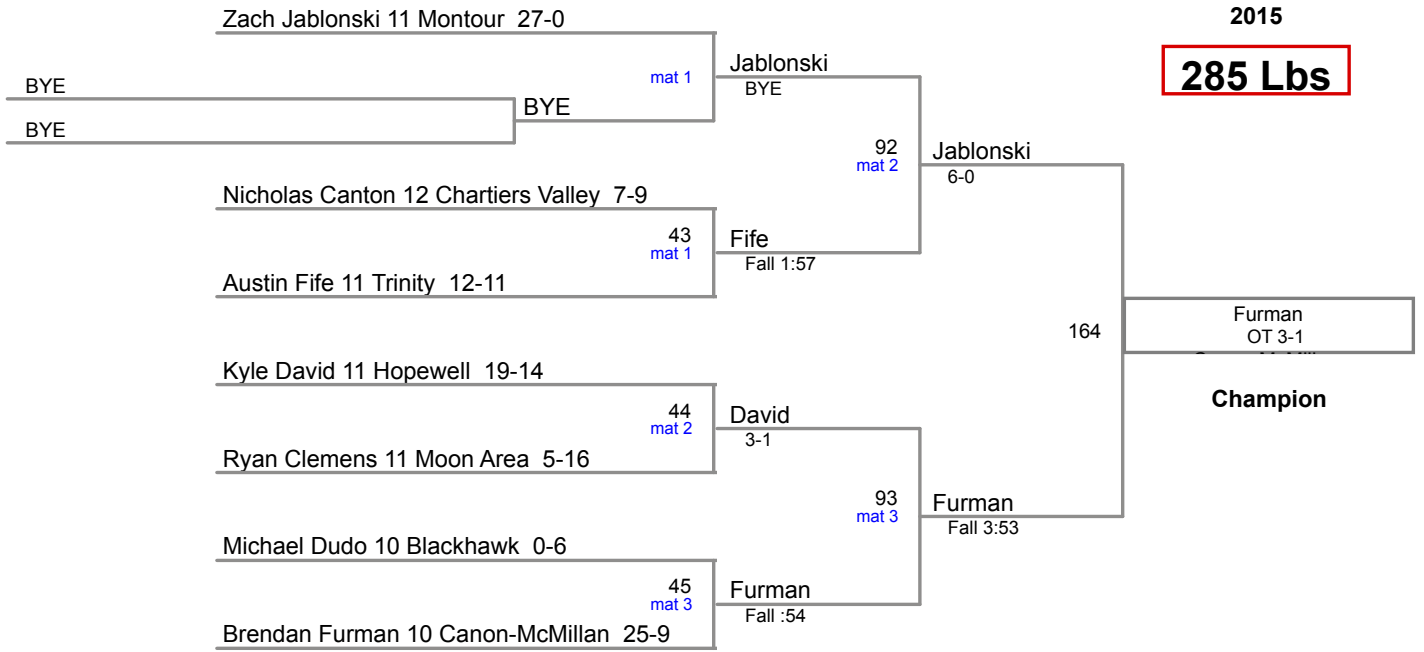 Zach Jablonski 11 Montour 27-0
2015
285 Lbs
mat 1
Jablonski
BYE
BYE
BYE
BYE
92
mat 2
Jablonski
6-0
Nicholas Canton 12 Chartiers Valley 7-9
43
mat 1
Fife
Fall 1:57
Austin Fife 11 Trinity 12-11
164
Furman
OT 3-1
Champion
Kyle David 11 Hopewell 19-14
44
mat 2
David
3-1
Ryan Clemens 11 Moon Area 5-16
93
mat 3
Furman
Fall 3:53
Michael Dudo 10 Blackhawk 0-6
45
mat 3
Furman
Fall :54
Brendan Furman 10 Canon-McMillan 25-9